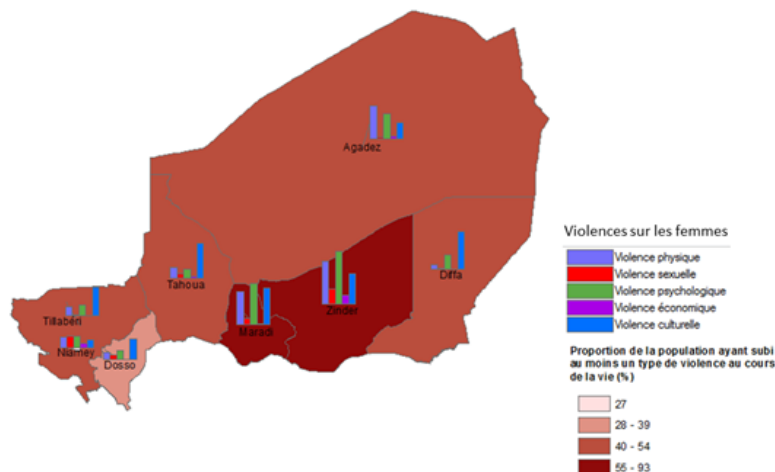 Agadez
Tahoua
Diffa
Tillabéri
Maradi
Zinder
Niamey
Dosso
Violences sur les femmes
Violence physique
Violence sexuelle
Violence psychologique
Violence économique
Violence culturelle
Proportion de la population ayant subi
au moins un type de violence au cours
de la vie (%)
27
28 - 39
40 - 54
55 - 93